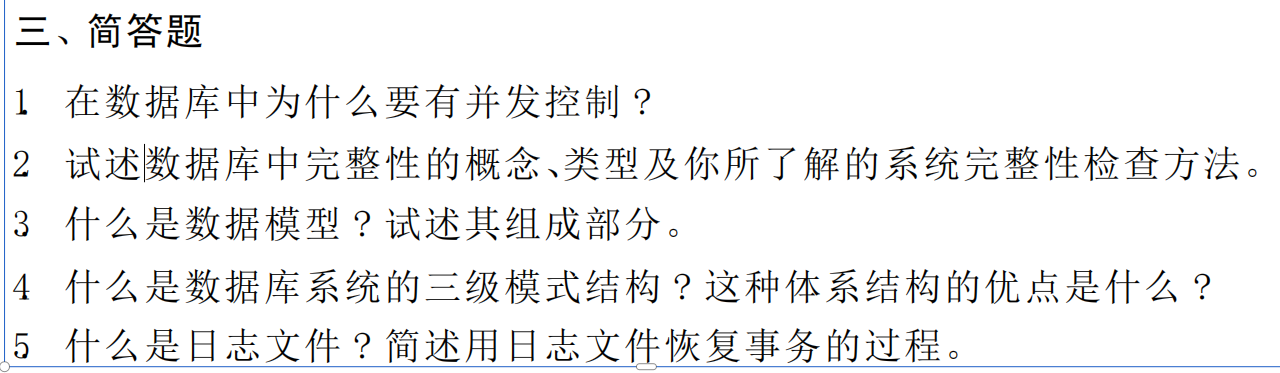 三、简答题
1. 在数据库中为什么要有并发控制？
2 试述数据库中完整性的概念、类型及你所了解的系统完整性检查方法。
3. 什么是数据模型？试述其组成部分。
4. 什么是数据库系统的三级模式结构？这种体系结构的优点是什么？
5. 什么是日志文件？简述用日志文件恢复事务的过程。